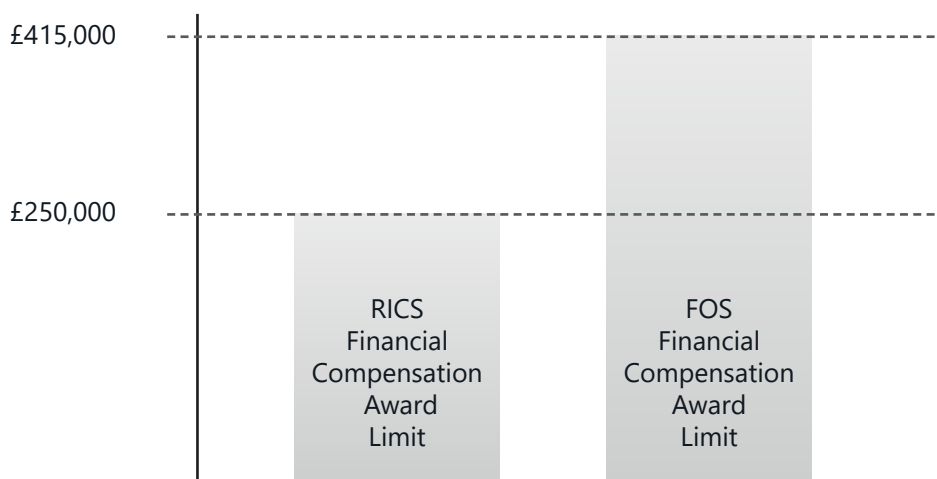 £415,000
£250,000
RICS
Financial
Compensation
Award
Limit
FOS
Financial
Compensation
Award
Limit